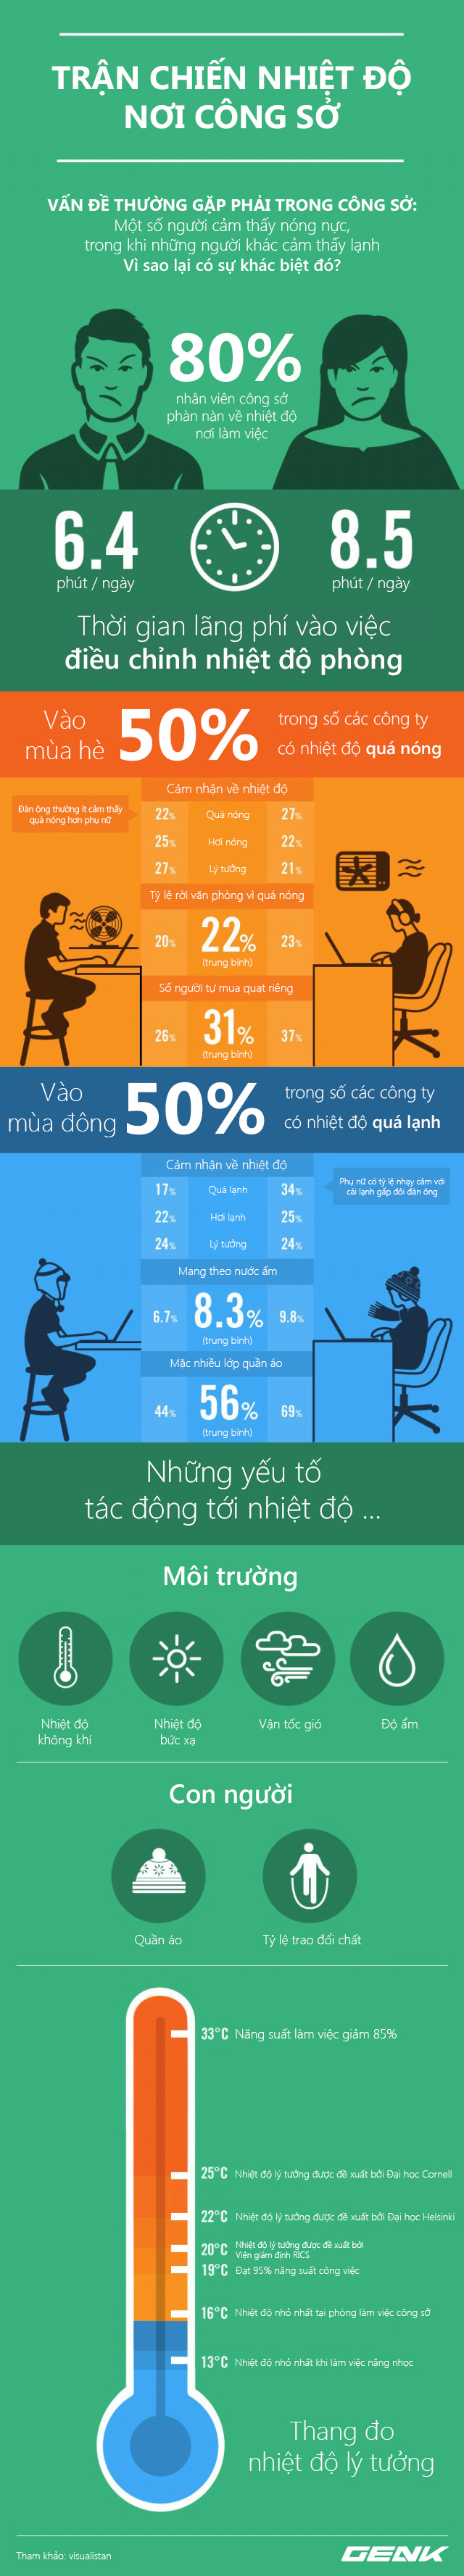 TRẬN CHIẾN NHIỆT ĐỘ
NƠI CÔNG SỞ
VẤN ĐỀ THƯỜNG GẶP PHẢI TRONG CÔNG SỞ:
Một số người cảm thấy nóng nực,
trong khi những người khác cảm thấy lạnh
Vì sao lại có sự khác biệt đó?
80%
nhân viên công sở
phàn nàn về nhiệt độ
nơi làm việc
6.4
phút / ngày
8.5
phút / ngày
Thời gian lãng phí vào việc
điều chỉnh nhiệt độ phòng
Vào
mùa hè
50%
trong số các công ty
có nhiệt độ quá nóng
Cảm nhận về nhiệt độ
Đàn ông thường ít cảm thấy
quá nóng hơn phụ nữ
22% Quá nóng 27%
25% Hơi nóng 22%
27% Lý tưởng 21%
Tỷ lệ rời văn phòng vì quá nóng
20% 22% 23%
(trung bình)
Số người tự mua quạt riêng
26% 31% 37%
(trung bình)
Vào
mùa đông
50%
trong số các công ty
có nhiệt độ quá lạnh
Cảm nhận về nhiệt độ
Phụ nữ có tỷ lệ nhạy cảm với
cái lạnh gấp đôi đàn ông
17% Quá lạnh 34%
22% Hơi lạnh 25%
24% Lý tưởng 24%
Mang theo nước ấm
6.7% 8.3% 9.8%
(trung bình)
Mặc nhiều lớp quần áo
44% 56% 69%
(trung bình)
Những yếu tố
tác động tới nhiệt độ ...
Môi trường
Nhiệt độ
không khí
Nhiệt độ
bức xạ
Vận tốc gió
Độ ẩm
Con người
Quần áo
Tỷ lệ trao đổi chất
33°C Năng suất làm việc giảm 85%
25°C Nhiệt độ lý tưởng được đề xuất bởi Đại học Cornell
22°C Nhiệt độ lý tưởng được đề xuất bởi Đại học Helsinki
20°C Nhiệt độ lý tưởng được đề xuất bởi
Viện giám định RICS
19°C Đạt 95% năng suất công việc
16°C Nhiệt độ nhỏ nhất tại phòng làm việc công sở
13°C Nhiệt độ nhỏ nhất khi làm việc nặng nhọc
Thang đo
nhiệt độ lý tưởng
Tham khảo: visualistan
GENK